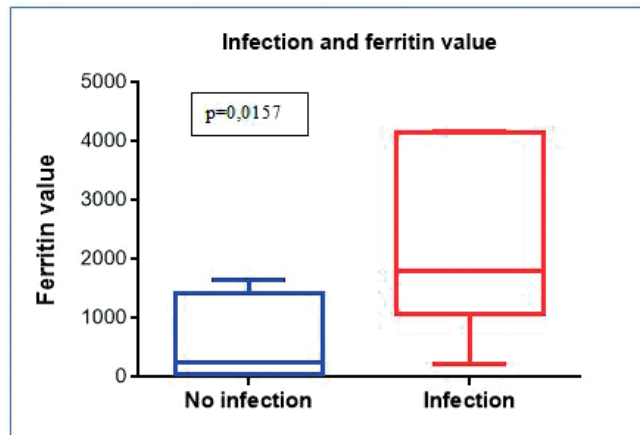 Infection and ferritin value
5000
p=0,0157
4000
3000
2000
1000
0
Ferritin value
No infection
Infection